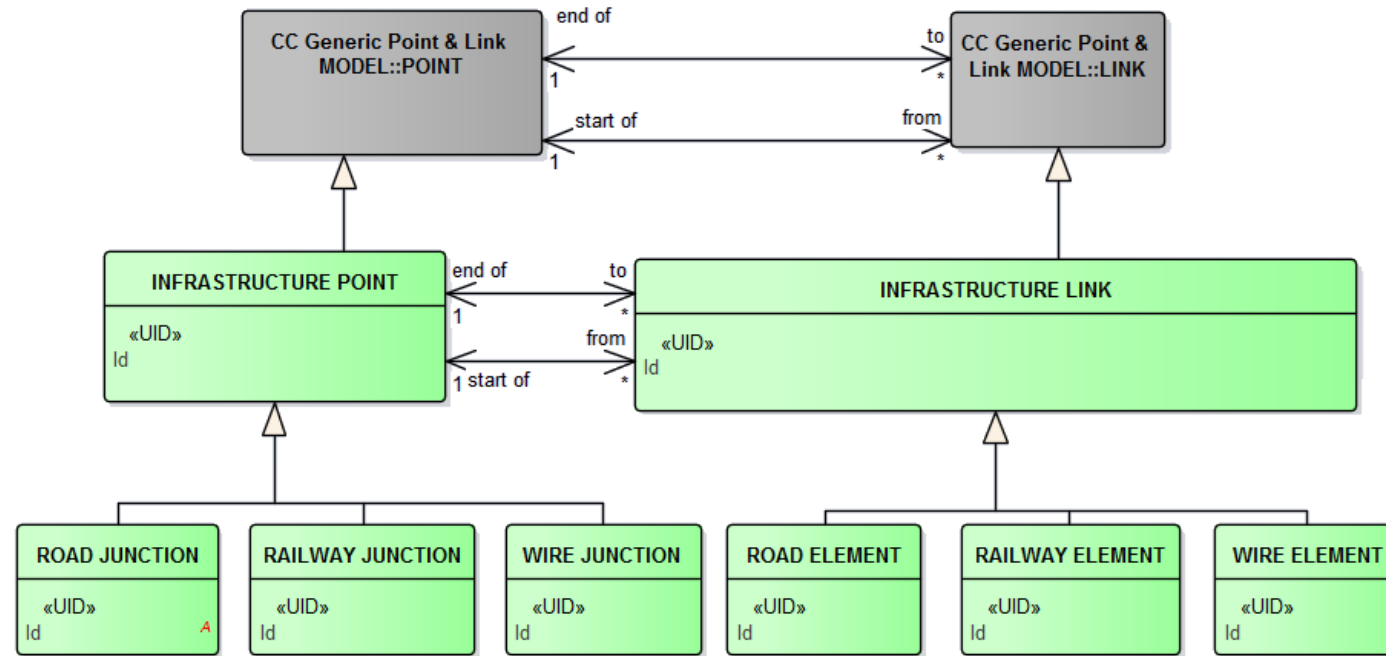 CC Generic Point & Link
MODEL::POINT
end of
to
1
*
start of
from
1
*
CC Generic Point &
Link MODEL::LINK
INFRASTRUCTURE POINT
«UID»
Id
end of
to
1
*
from
1 start of
*
INFRASTRUCTURE LINK
«UID»
Id
ROAD JUNCTION
«UID»
Id
A
RAILWAY JUNCTION
«UID»
Id
WIRE JUNCTION
«UID»
Id
ROAD ELEMENT
«UID»
Id
RAILWAY ELEMENT
«UID»
Id
WIRE ELEMENT
«UID»
Id